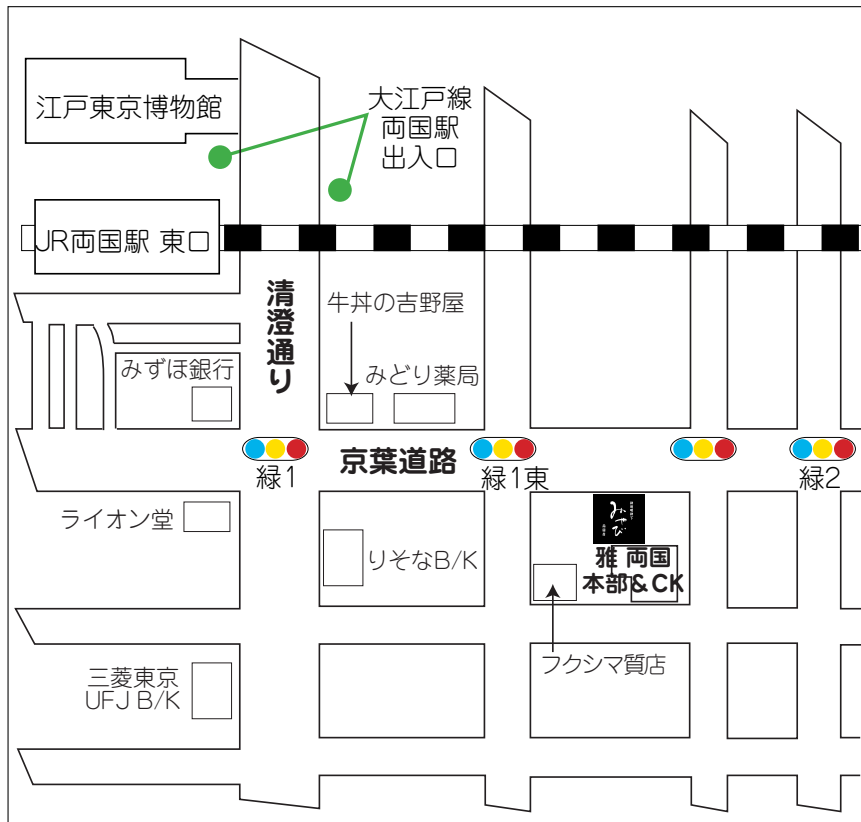 江戸東京博物館
大江戸線
両国駅
出入口
JR両国駅 東口
清澄通り
牛丼の吉野屋
みずほ銀行
みどり薬局
京葉道路
緑1
緑1東
緑2
ライオン堂
りそなB/K
みやび
雅 両国
本部&CK
フクシマ質店
三菱東京
UFJ B/K